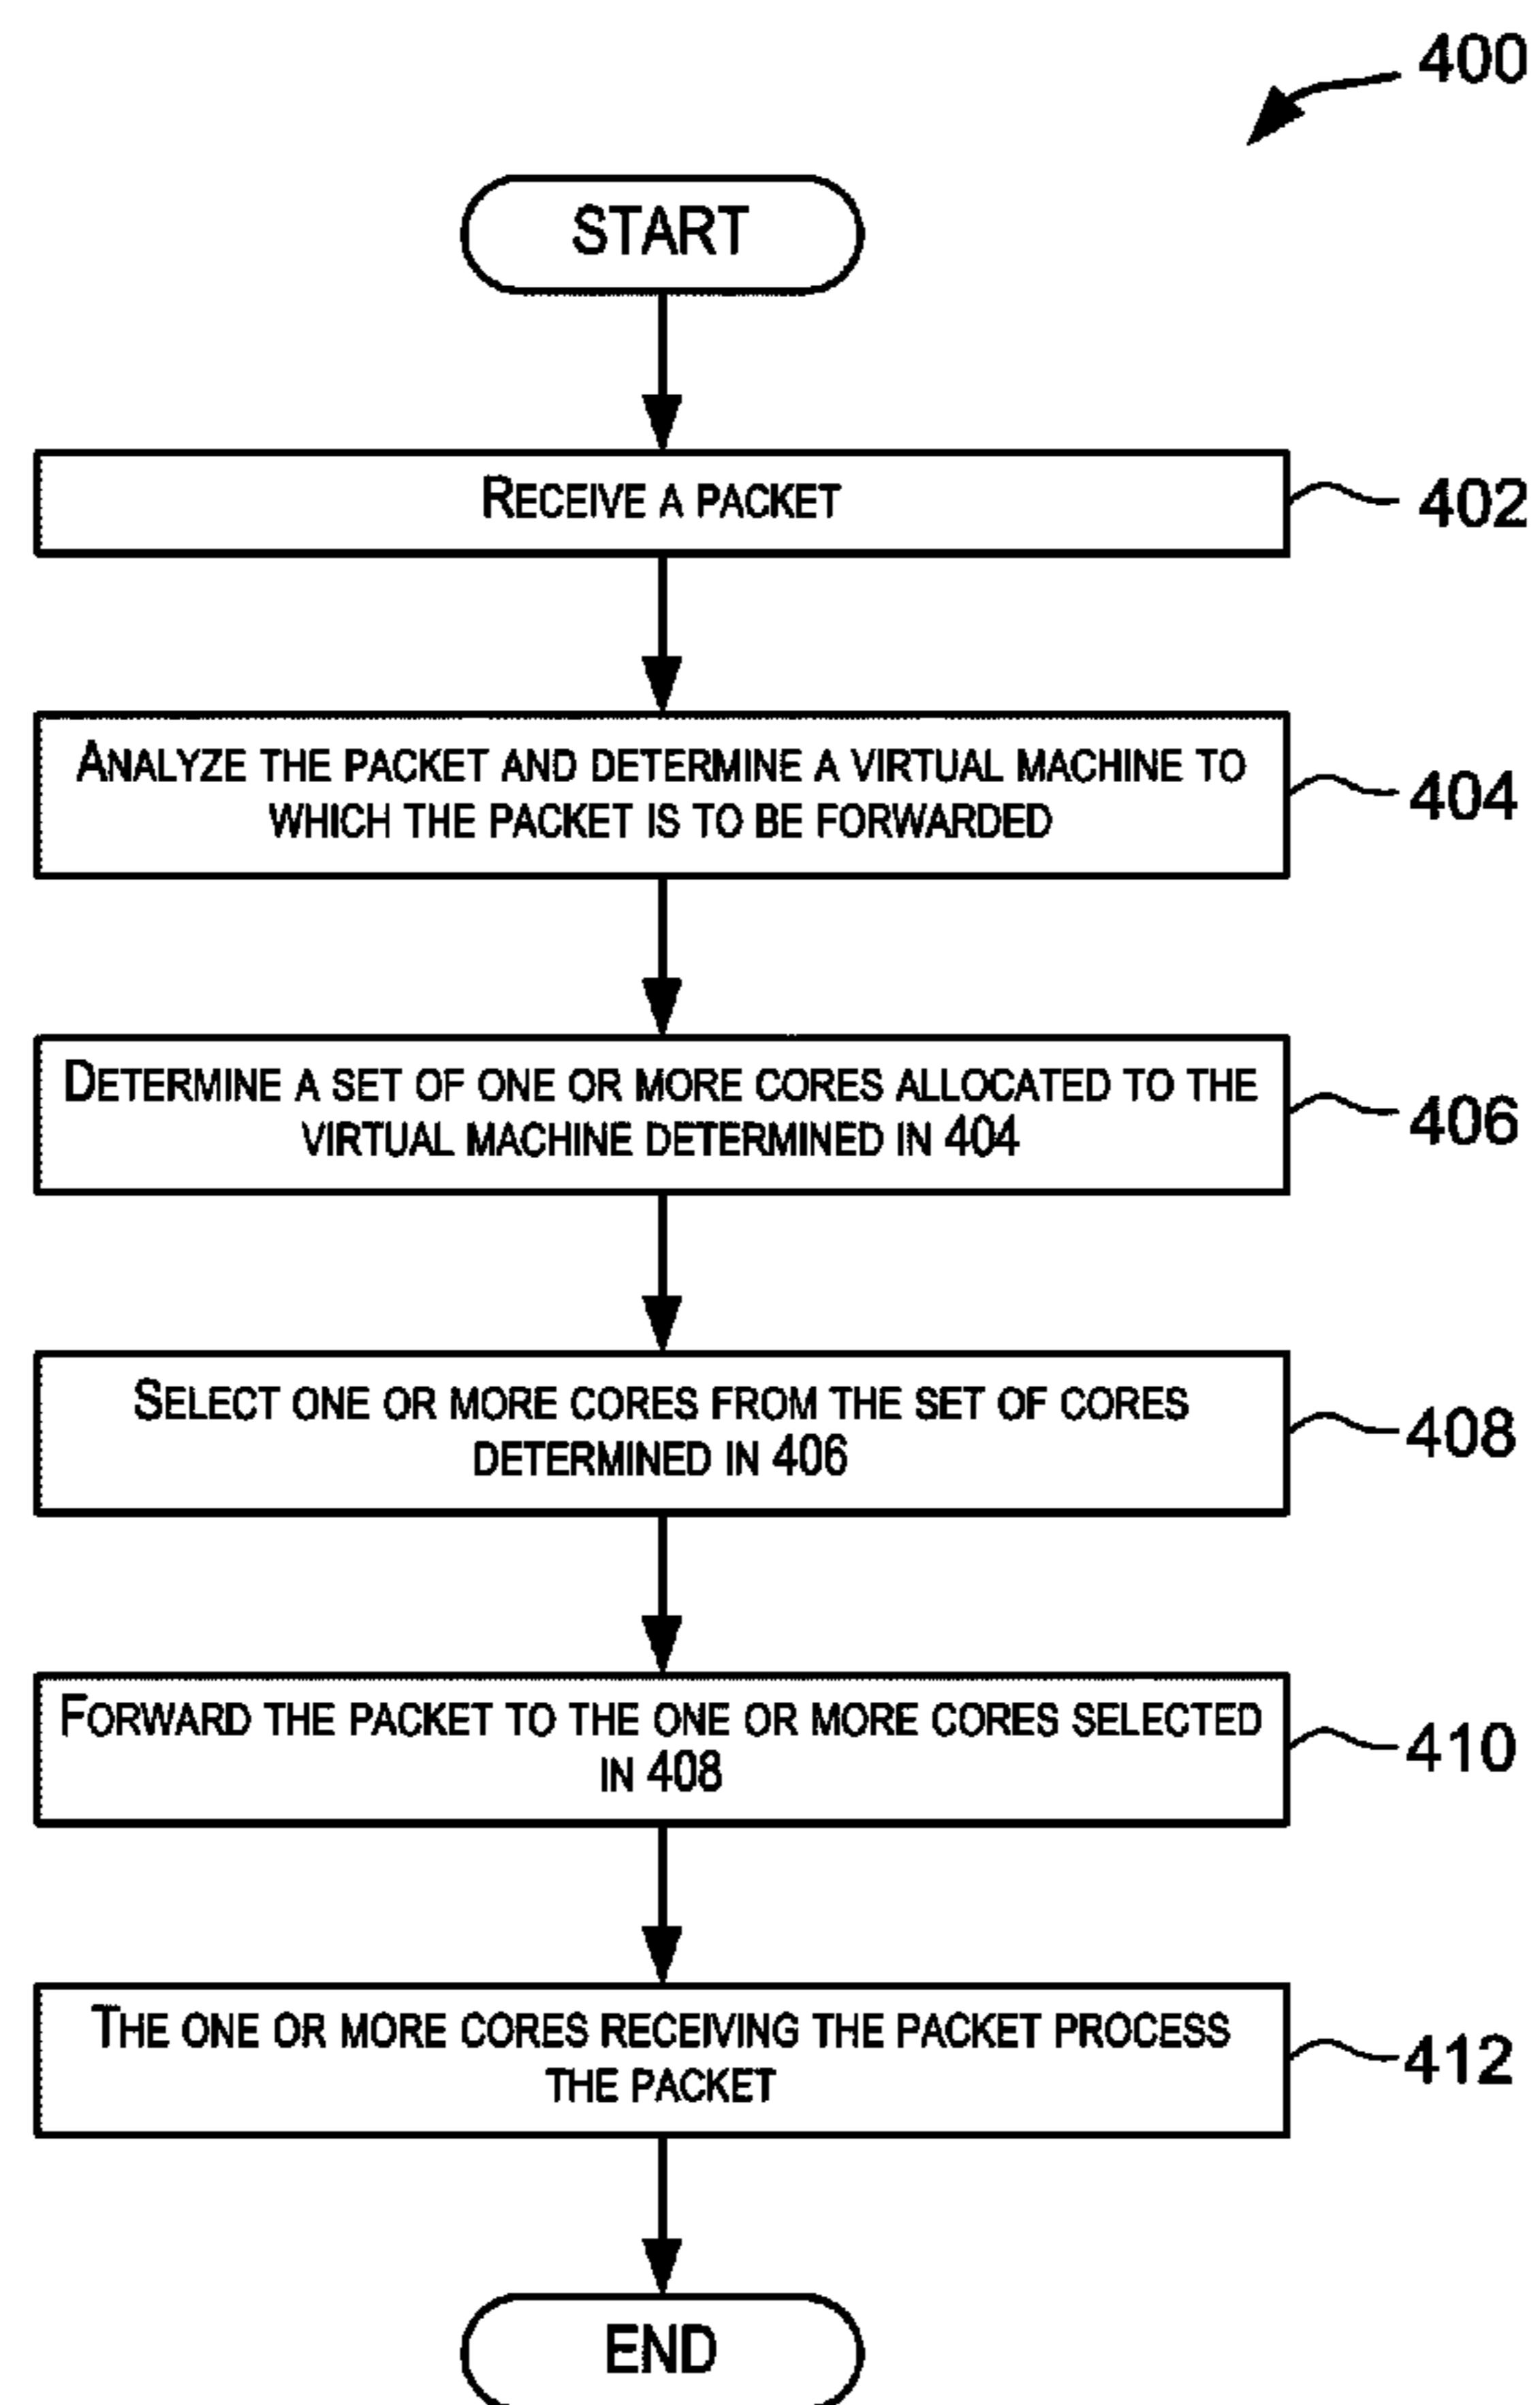 400
START
RECEIVE A PACKET
402
ANALYZE THE PACKET AND DETERMINE A VIRTUAL MACHINE TO
WHICH THE PACKET IS TO BE FORWARDED
404
DETERMINE A SET OF ONE OR MORE CORES ALLOCATED TO THE
VIRTUAL MACHINE DETERMINED IN 404
406
SELECT ONE OR MORE CORES FROM THE SET OF CORES
DETERMINED IN 406
408
FORWARD THE PACKET TO THE ONE OR MORE CORES SELECTED
IN 408
410
THE ONE OR MORE CORES RECEIVING THE PACKET PROCESS
THE PACKET
412
END